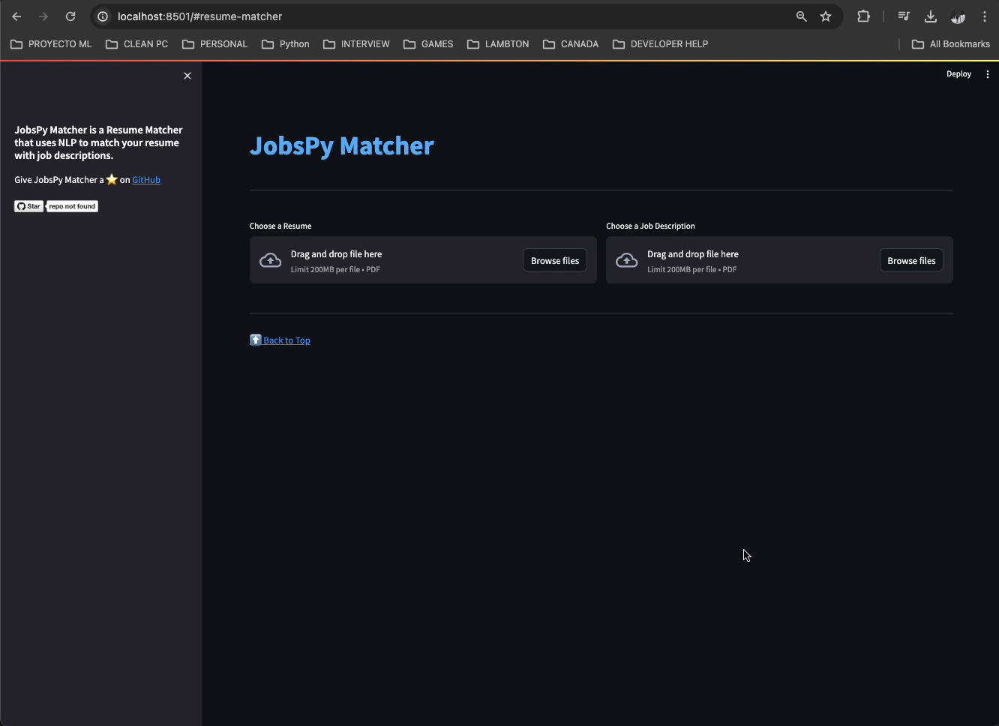 localhost:8501/#resume-matcher
PROYECTO ML
CLEAN PC
PERSONAL
Python
INTERVIEW
GAMES
LAMBTON
CANADA
DEVELOPER HELP
All Bookmarks
Deploy
JobsPy Matcher is a Resume Matcher
that uses NLP to match your resume
with job descriptions.
Give JobsPy Matcher a ⭐ on GitHub
Star
repo not found
JobsPy Matcher
Choose a Resume
Drag and drop file here
Limit 200MB per file • PDF
Browse files
Choose a Job Description
Drag and drop file here
Limit 200MB per file • PDF
Browse files
⬆️ Back to Top